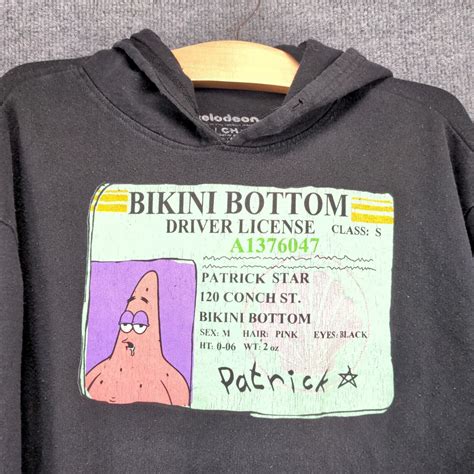 BIKINI BOTTOM
DRIVER LICENSE CLASS: S
A1376047
PATRICK STAR
120 CONCH ST.
BIKINI BOTTOM
SEX: M HAIR: PINK EYES: BLACK
HT: 0-06 WT: 2 oz
Patrick